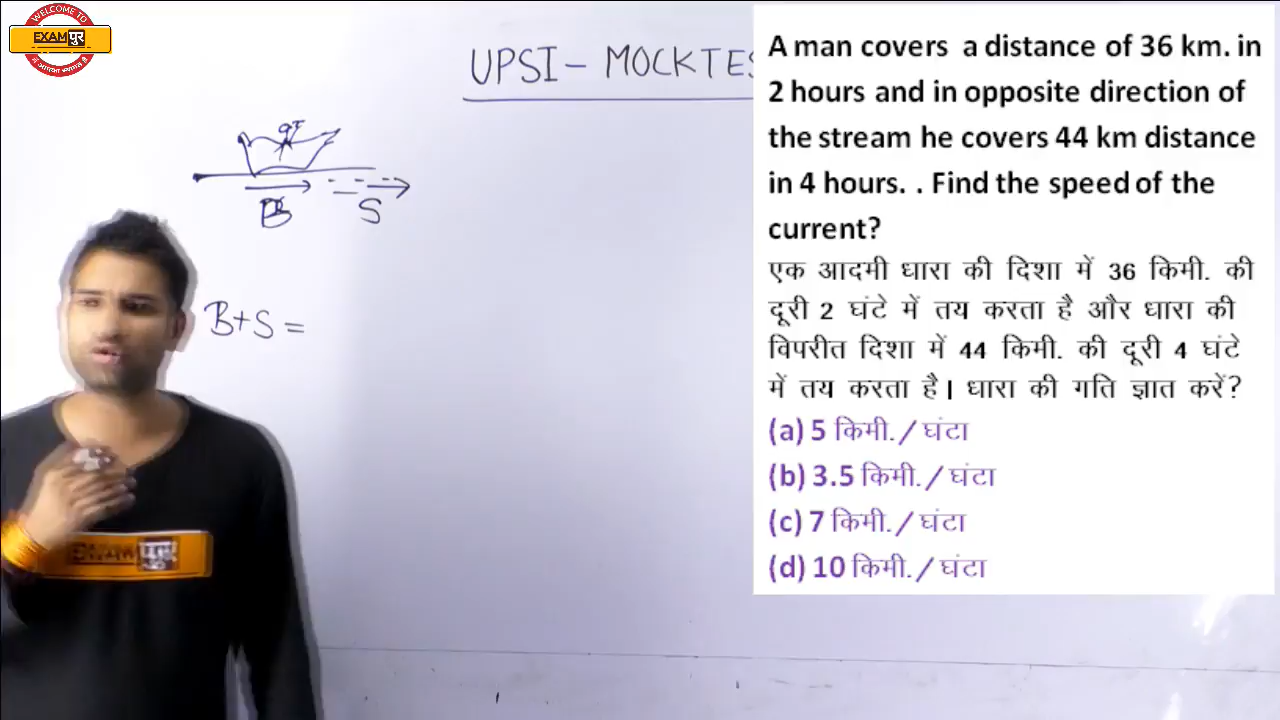 WELCOME TO
EXAMपुर
UPSI - MOCKTES
B
S
B+S =
A man covers a distance of 36 km. in
2 hours and in opposite direction of
the stream he covers 44 km distance
in 4 hours. . Find the speed of the
current?
एक आदमी धारा की दिशा में 36 किमी. की
दूरी 2 घंटे में तय करता है और धारा की
विपरीत दिशा में 44 किमी. की दूरी 4 घंटे
में तय करता है। धारा की गति ज्ञात करें?
(a) 5 किमी./घंटा
(b) 3.5 किमी./घंटा
(c) 7 किमी./घंटा
(d) 10 किमी./घंटा